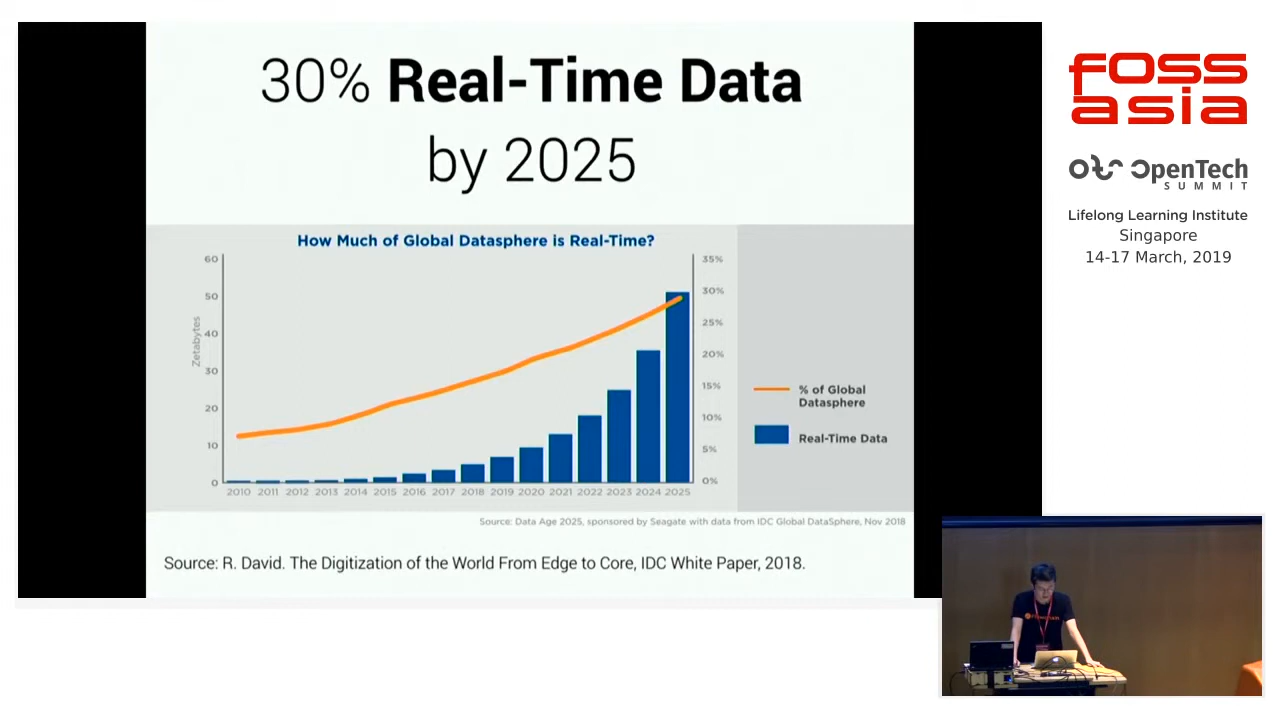 30% Real-Time Data
by 2025
How Much of Global Datasphere is Real-Time?
Zetabytes
60
50
40
30
20
10
0
35%
30%
25%
20%
15%
10%
5%
0%
2010 2011 2012 2013 2014 2015 2016 2017 2018 2019 2020 2021 2022 2023 2024 2025
% of Global
Datasphere
Real-Time Data
Source: Data Age 2025, sponsored by Seagate with data from IDC Global DataSphere, Nov 2018
Source: R. David. The Digitization of the World From Edge to Core, IDC White Paper, 2018.
FOSS
asia
OpenTech
SUMMIT
Lifelong Learning Institute
Singapore
14-17 March, 2019